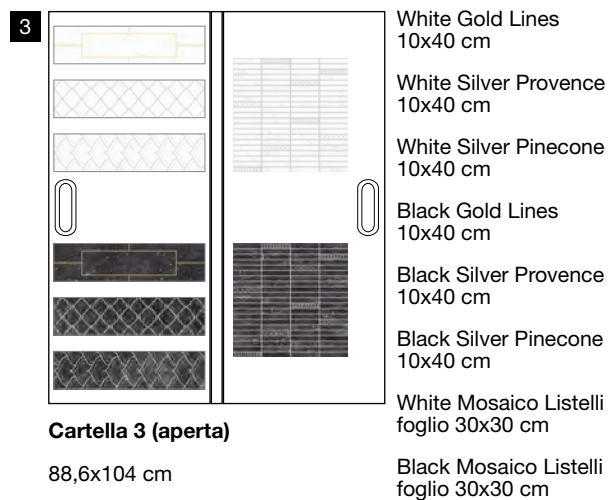 3
White Gold Lines
10x40 cm
White Silver Provence
10x40 cm
White Silver Pinecone
10x40 cm
Black Gold Lines
10x40 cm
Black Silver Provence
10x40 cm
Black Silver Pinecone
10x40 cm
White Mosaico Listelli
foglio 30x30 cm
Black Mosaico Listelli
foglio 30x30 cm
Cartella 3 (aperta)
88,6x104 cm